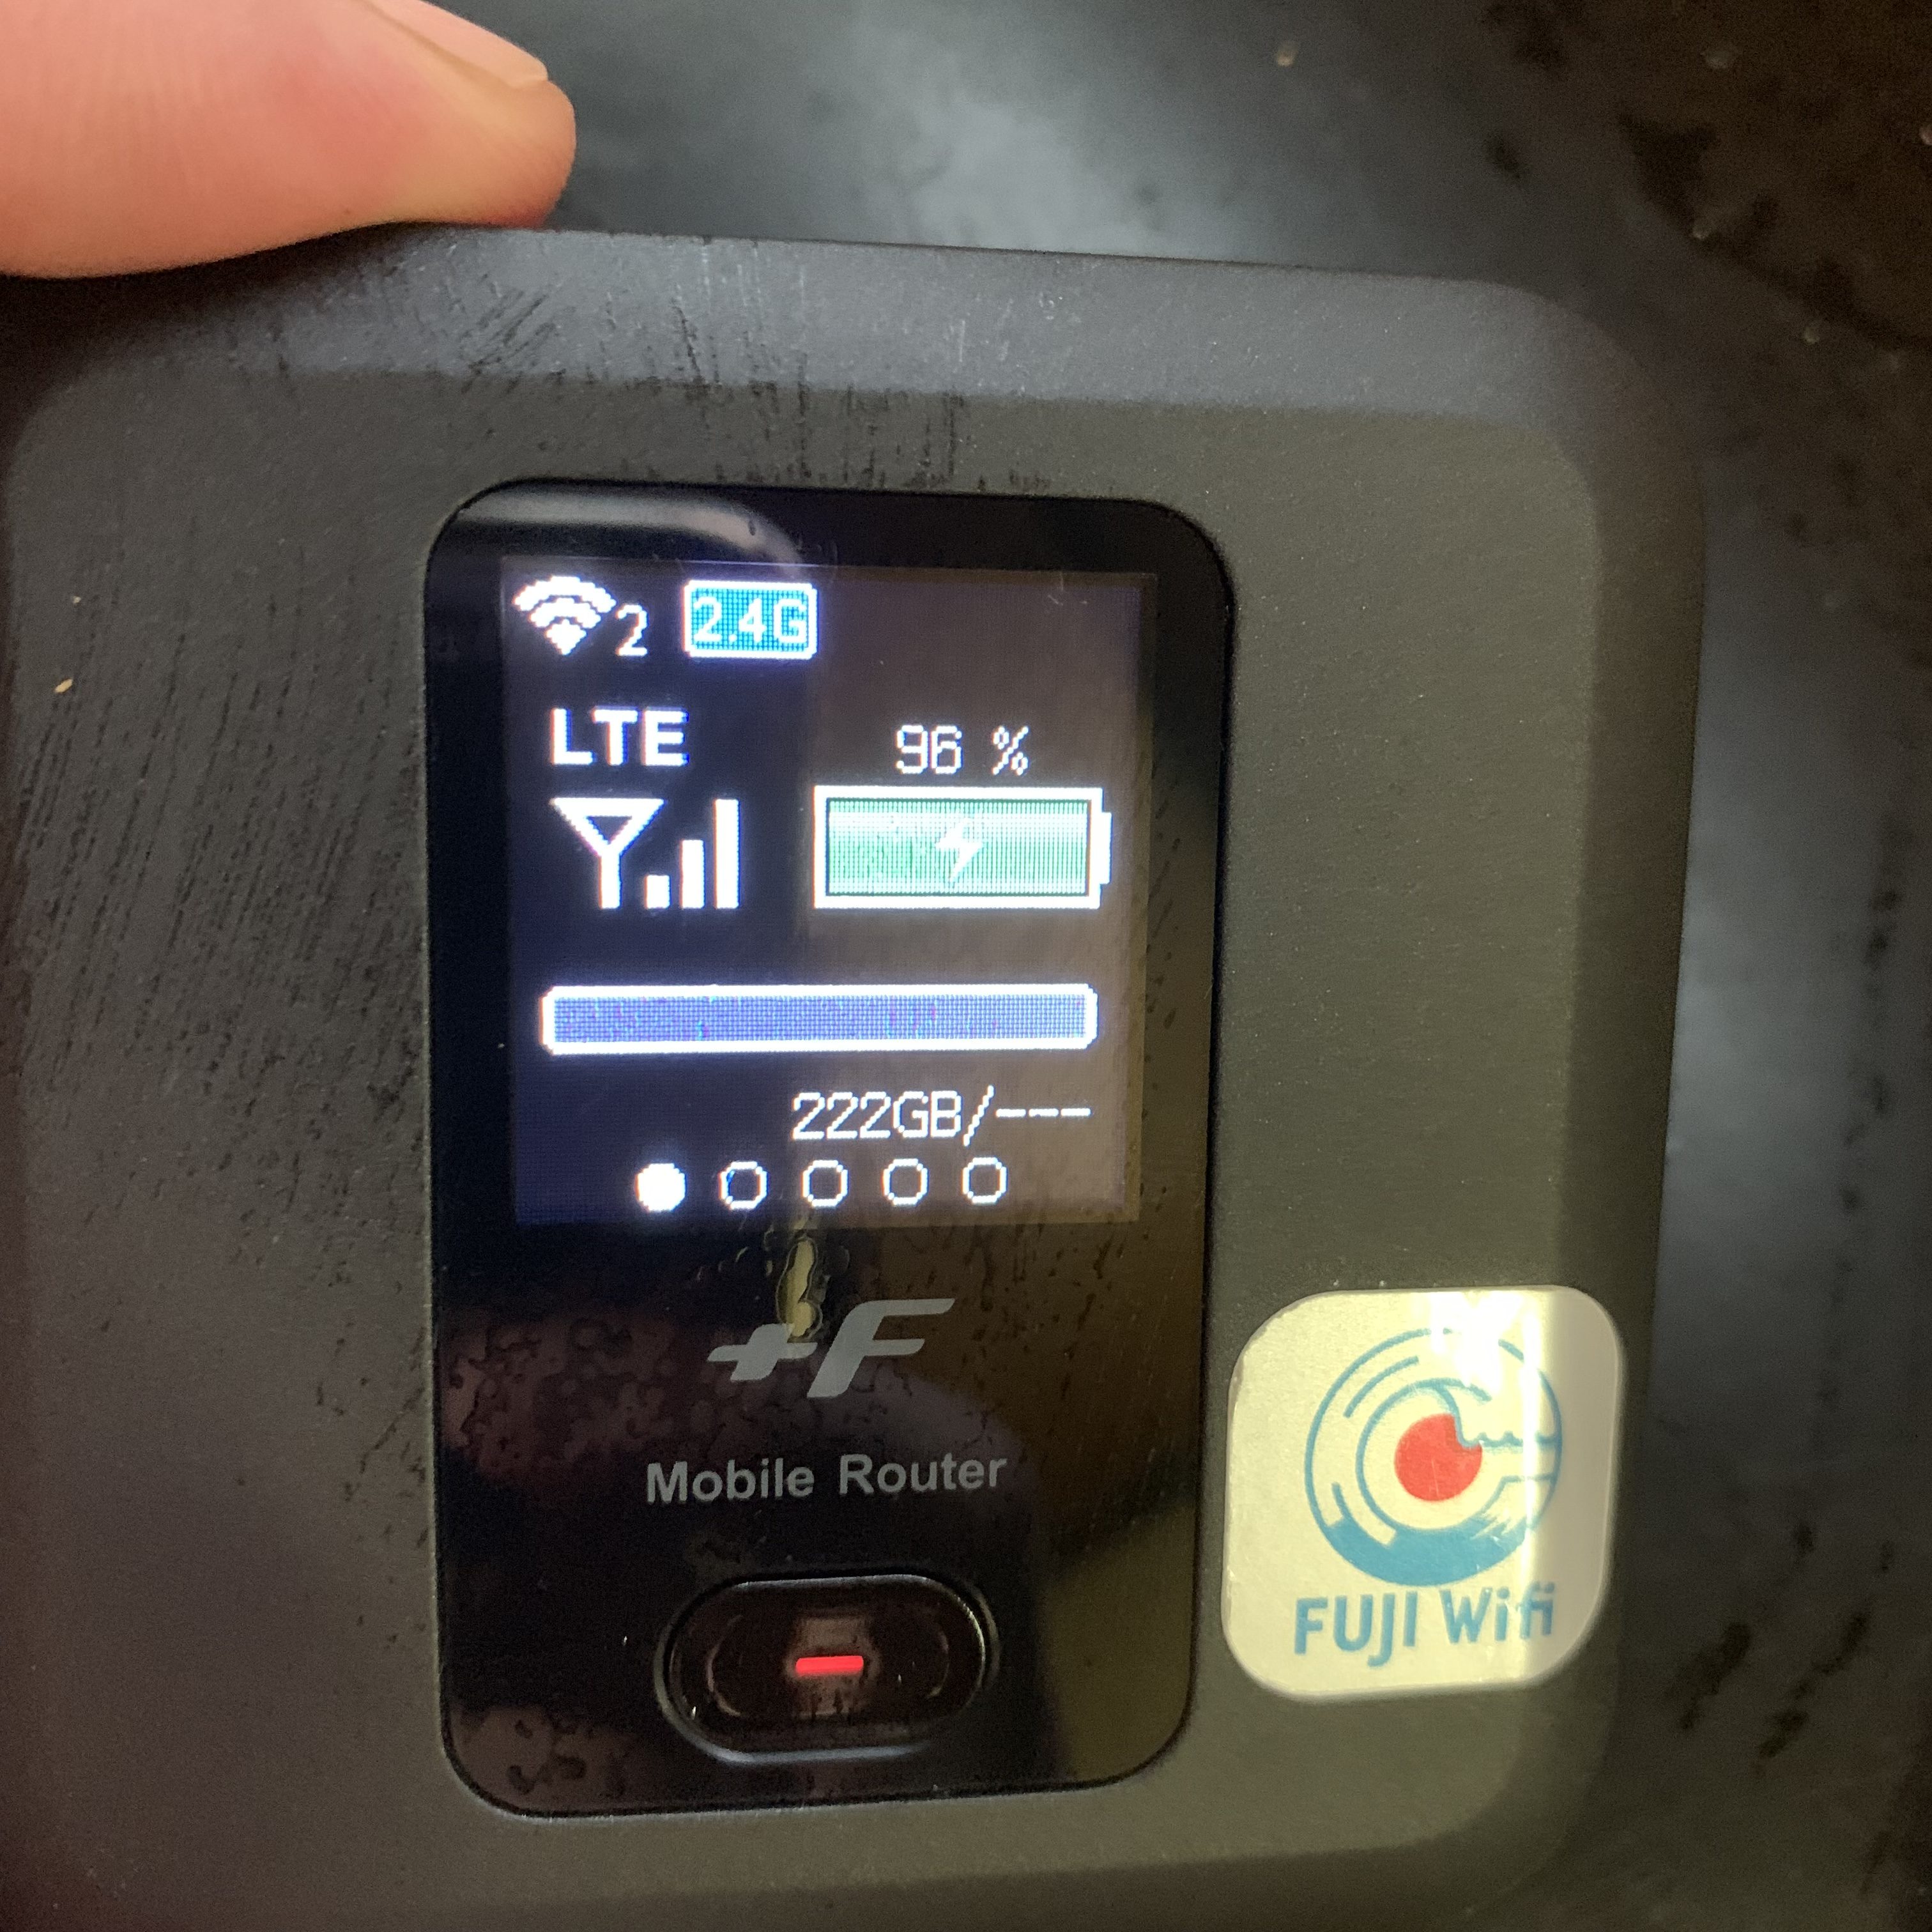 2 2.4G
LTE
96 %
222GB/---
+F
Mobile Router
FUJI Wifi